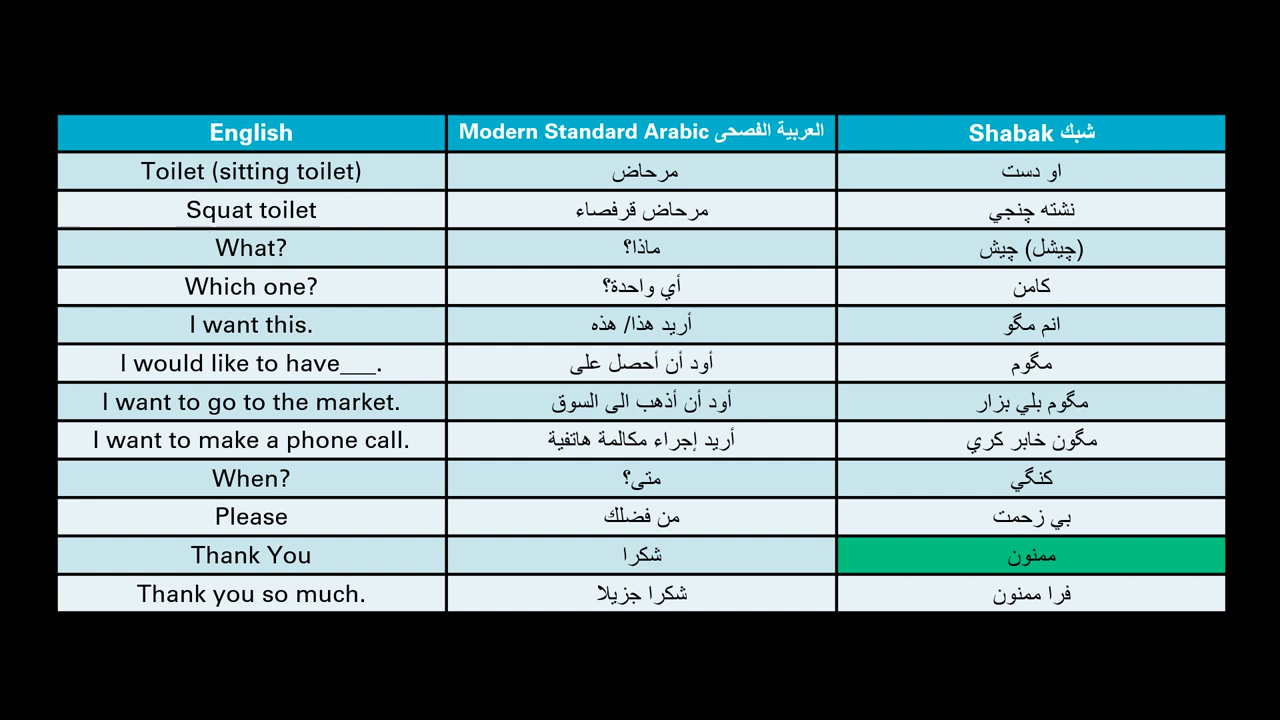 English Modern Standard Arabic العربية الفصحى Shabak شبك
Toilet (sitting toilet) مرحاض او دست
Squat toilet مرحاض قرفصاء نشته چنجي
What? ماذا؟ چيش (چيشل)
Which one? أي واحدة؟ كامن
I want this. أريد هذا/ هذه انم مگو
I would like to have___. أود أن أحصل على مگوم
I want to go to the market. أود أن أذهب الى السوق مگوم بلي بزار
I want to make a phone call. أريد إجراء مكالمة هاتفية مگون خابر كري
When? متى؟ كنگي
Please من فضلك بي زحمت
Thank You شكرا ممنون
Thank you so much. شكرا جزيلا فرا ممنون